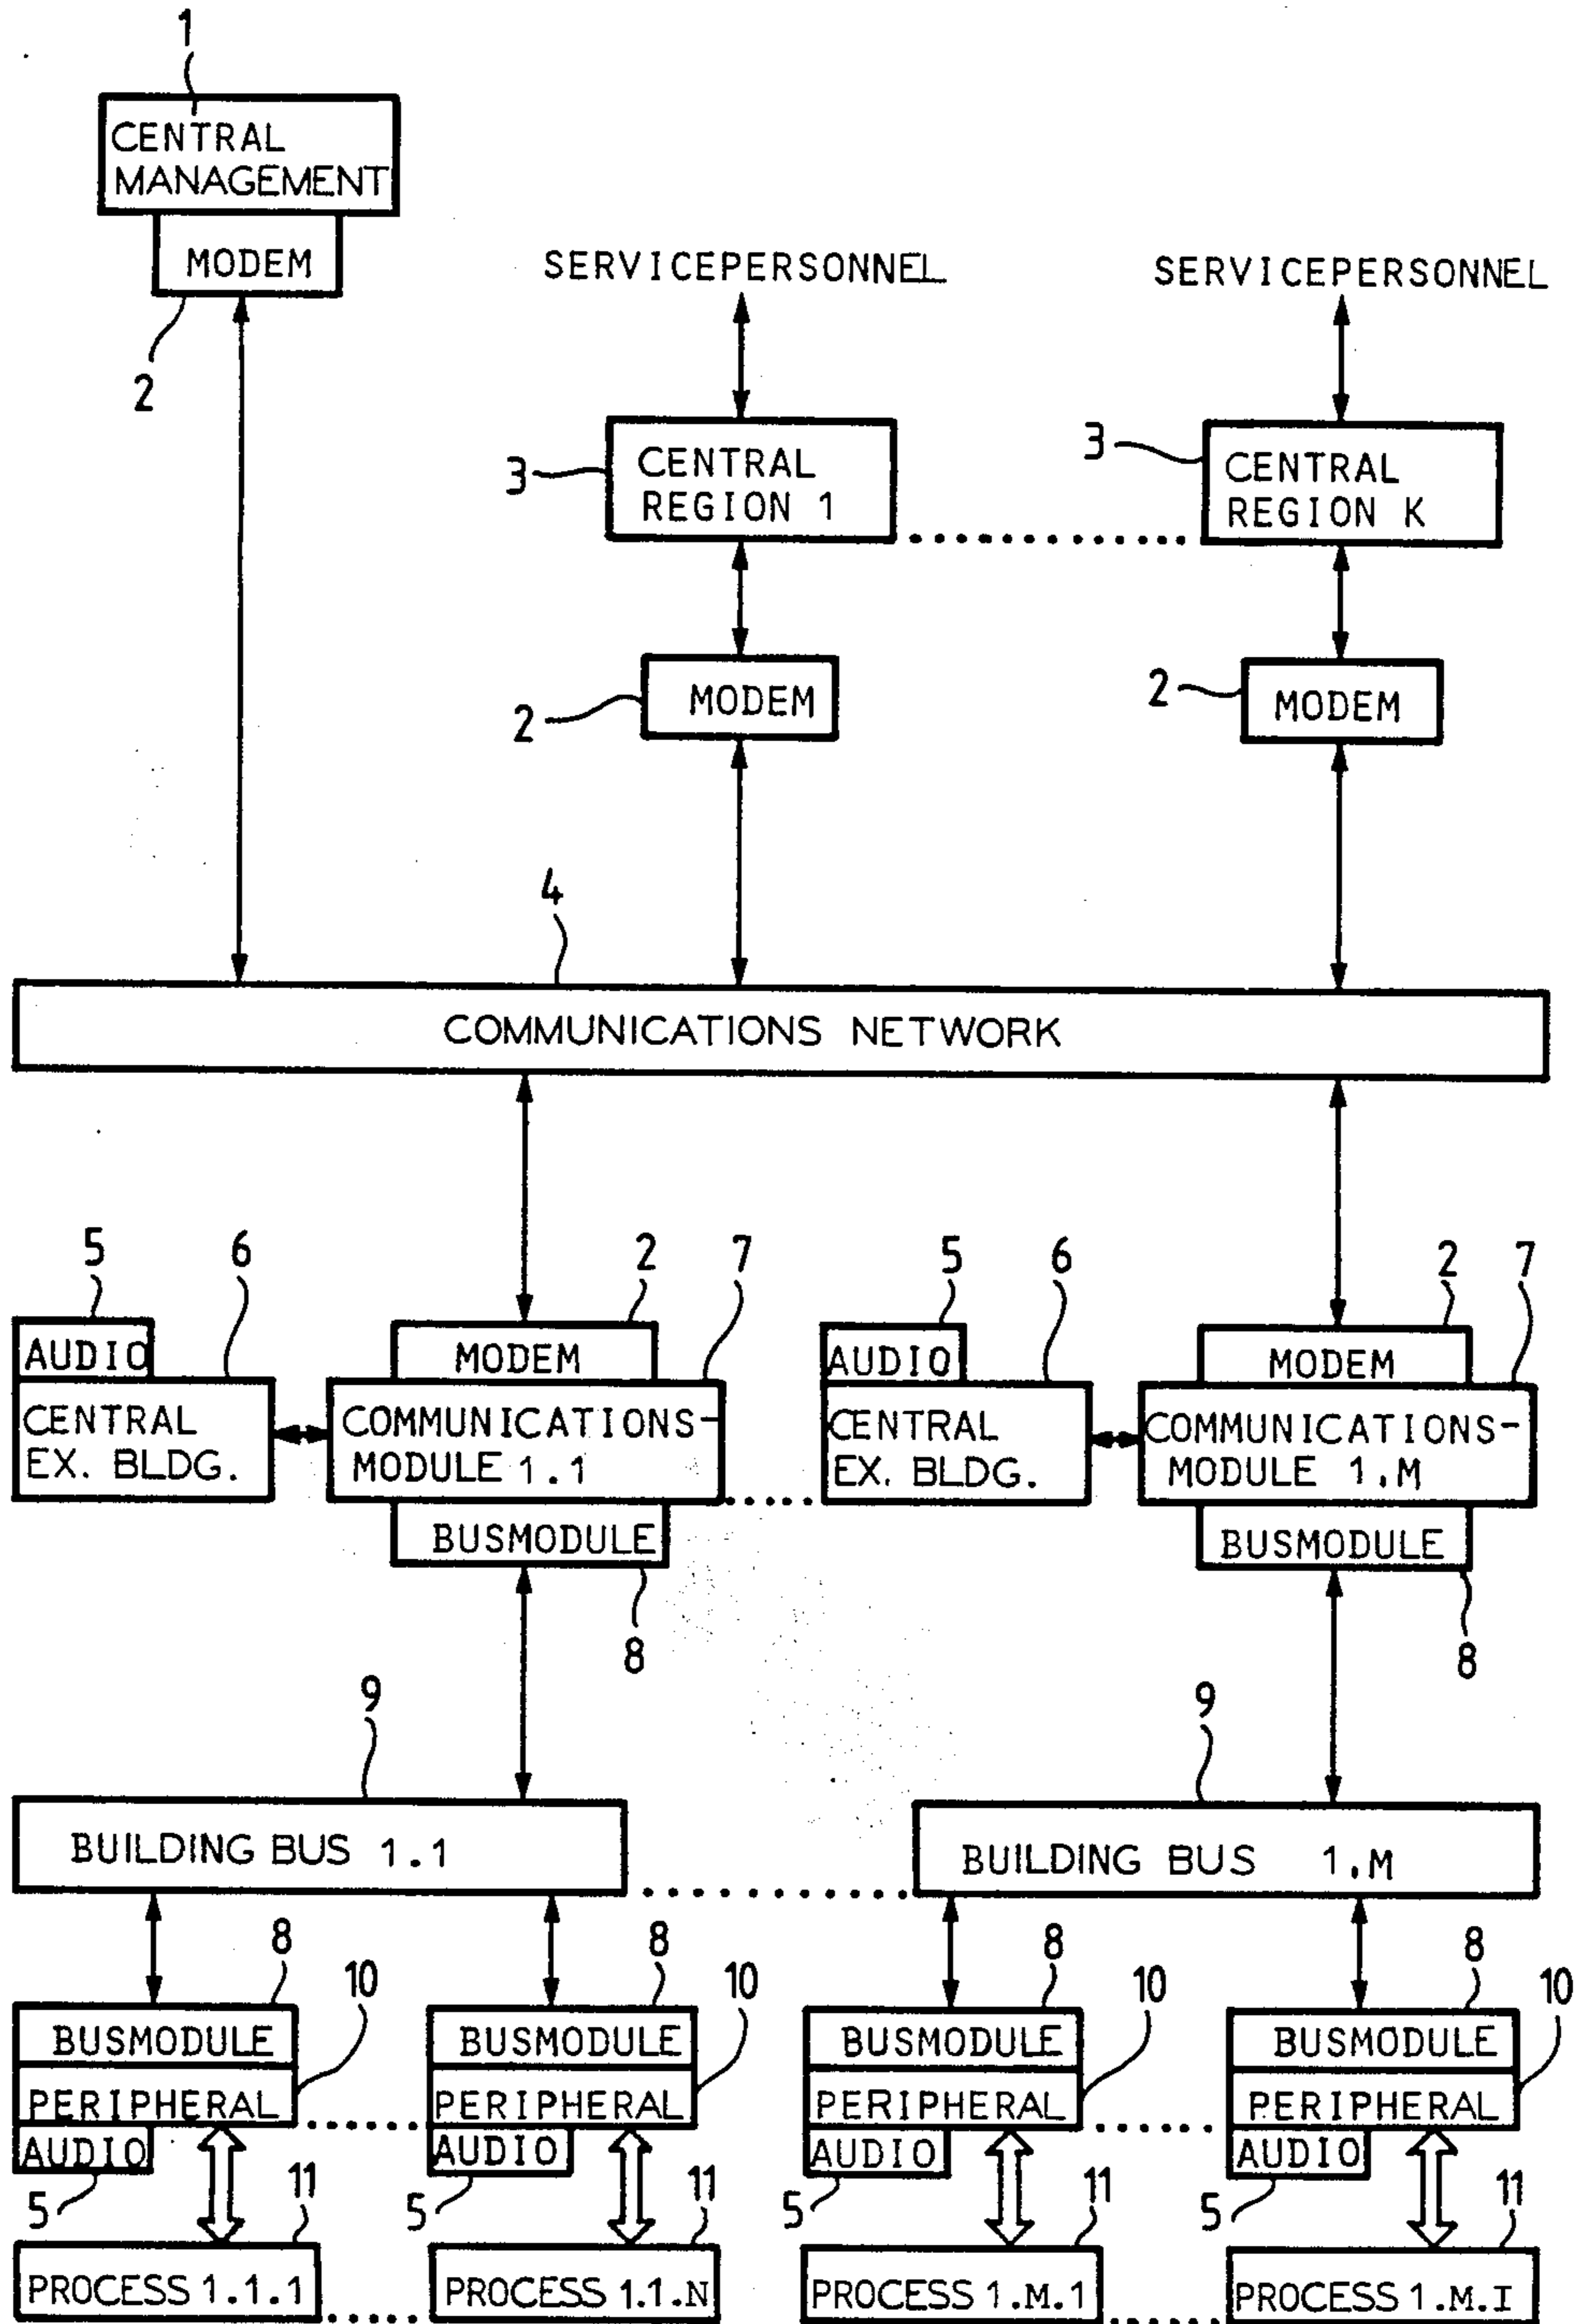 1
CENTRAL
MANAGEMENT
MODEM
2
SERVICEPERSONNEL
SERVICEPERSONNEL
3
CENTRAL
REGION 1
3
CENTRAL
REGION K
2
MODEM
2
MODEM
4
COMMUNICATIONS NETWORK
5
6
2
7
5
6
2
7
AUDIO
MODEM
AUDIO
MODEM
CENTRAL
EX. BLDG.
COMMUNICATIONS-
MODULE 1.1
CENTRAL
EX. BLDG.
COMMUNICATIONS-
MODULE 1.M
BUSMODULE
BUSMODULE
8
8
9
9
BUILDING BUS 1.1
BUILDING BUS 1.M
8
10
8
10
8
10
8
10
BUSMODULE
BUSMODULE
BUSMODULE
BUSMODULE
PERIPHERAL
PERIPHERAL
PERIPHERAL
PERIPHERAL
AUDIO
AUDIO
AUDIO
AUDIO
5
11
5
11
5
11
5
11
PROCESS 1.1.1
PROCESS 1.1.N
PROCESS 1.M.1
PROCESS 1.M.I